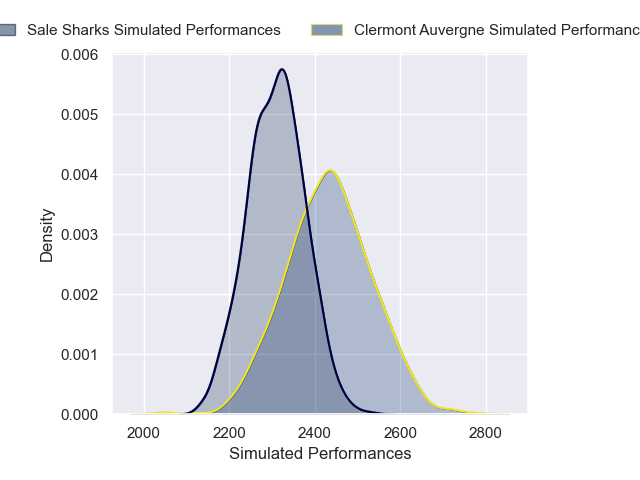 Sale Sharks Simulated Performances Clermont Auvergne Simulated Performanc
0.006
0.005
0.004
0.003
0.002
0.001
0.000
Density
2000 2200 2400 2600 2800
Simulated Performances